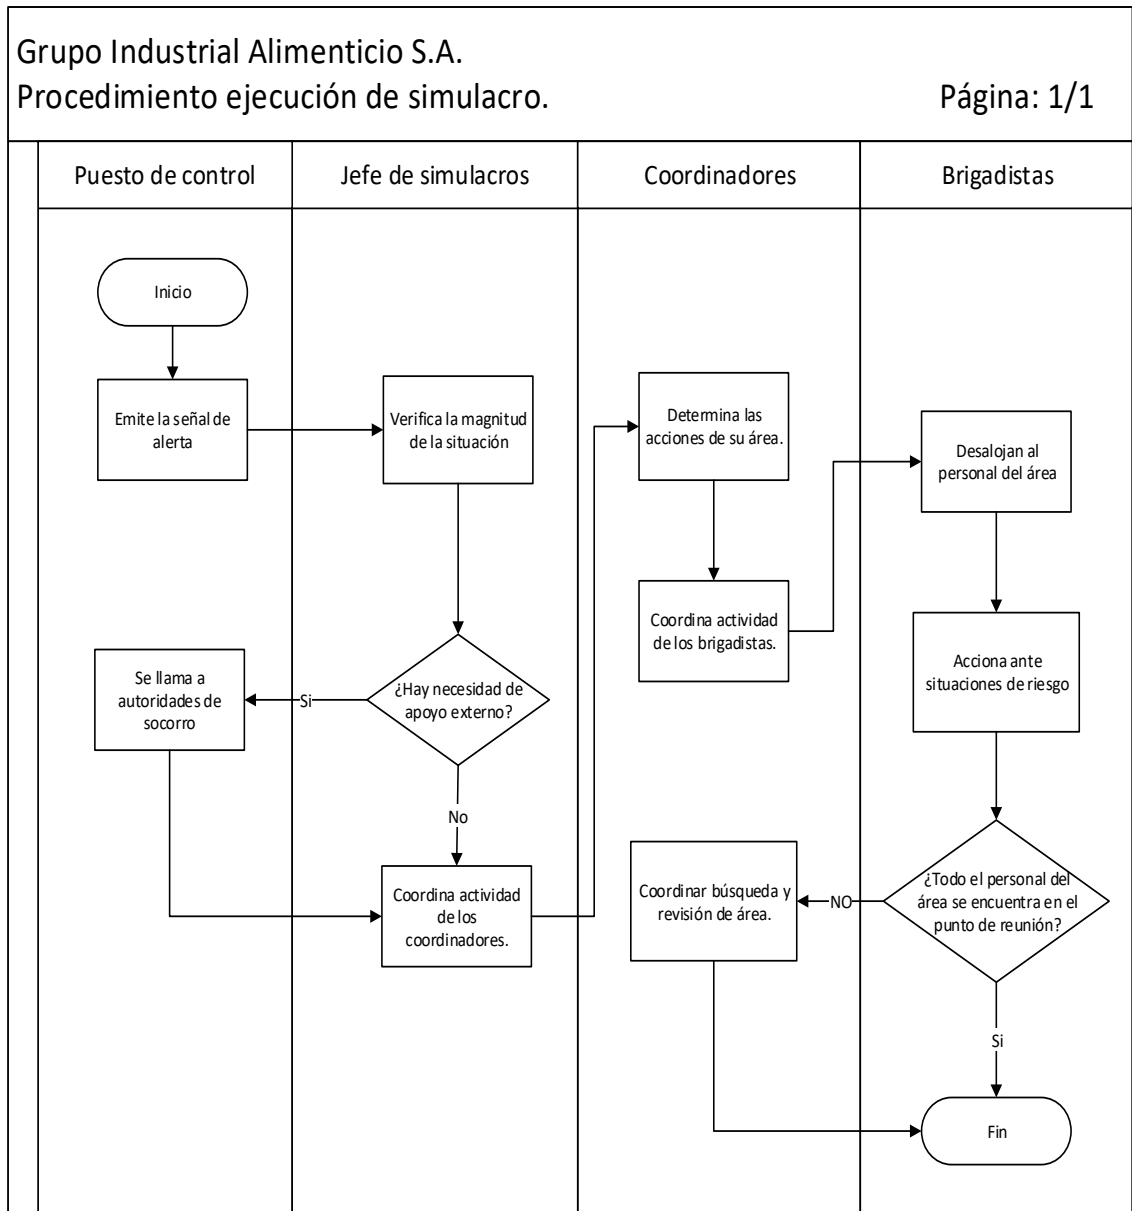 Grupo Industrial Alimenticio S.A.
Procedimiento ejecución de simulacro.
Página: 1/1
Puesto de control
Jefe de simulacros
Coordinadores
Brigadistas
Inicio
Emite la señal de
alerta
Verifica la magnitud
de la situación
Determina las
acciones de su área.
Desalojan al
personal del área
Coordina actividad
de los brigadistas.
Acciona ante
situaciones de riesgo
Se llama a
autoridades de
socorro
Si
¿Hay necesidad de
apoyo externo?
No
Coordina actividad
de los
coordinadores.
Coordinar búsqueda y
revisión de área.
NO
¿Todo el personal del
área se encuentra en el
punto de reunión?
Si
Fin